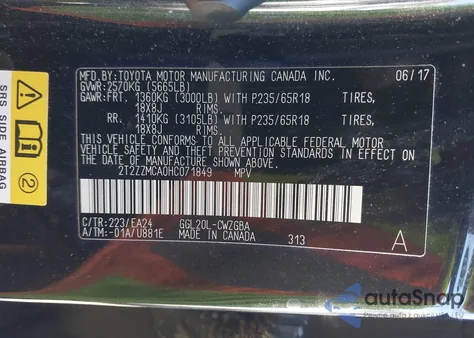 MFD.BY: TOYOTA MOTOR MANUFACTURING CANADA INC. 06/17
GVWR: 2570KG (5665LB)
GAWR: FRT. 1360KG (3000LB) WITH P.235/65R18 TIRES,
18X8J RIMS.
RR. 1410KG (3105LB) WITH P.235/65R18 TIRES,
18X8J RIMS.
THIS VEHICLE CONFORMS TO ALL APPLICABLE FEDERAL MOTOR
VEHICLE SAFETY AND THEFT PREVENTION STANDARDS IN EFFECT ON
THE DATE OF MANUFACTURE SHOWN ABOVE.
2T2ZZMCA0HC071849 MPV
C/TR: 223/EA24 GGL20L-CWZGBA
A/TM: -01A/U881E MADE IN CANADA 313 A
SRS SIDE AIRBAG
2
autoSnap